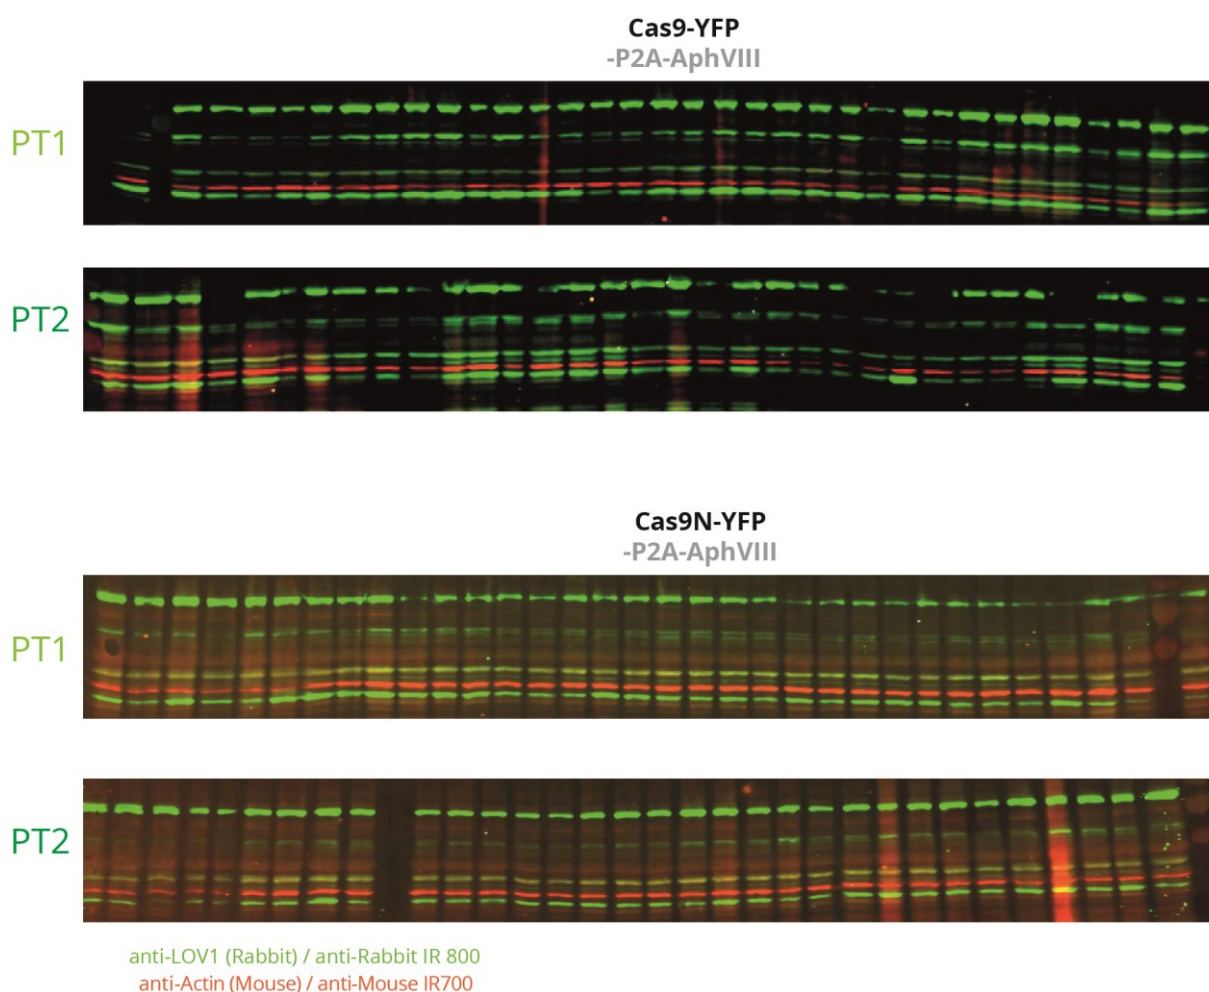 Cas9-YFP
-P2A-AphVIII
PT1
PT2
Cas9N-YFP
-P2A-AphVIII
PT1
PT2
anti-LOV1 (Rabbit) / anti-Rabbit IR 800
anti-Actin (Mouse) / anti-Mouse IR700